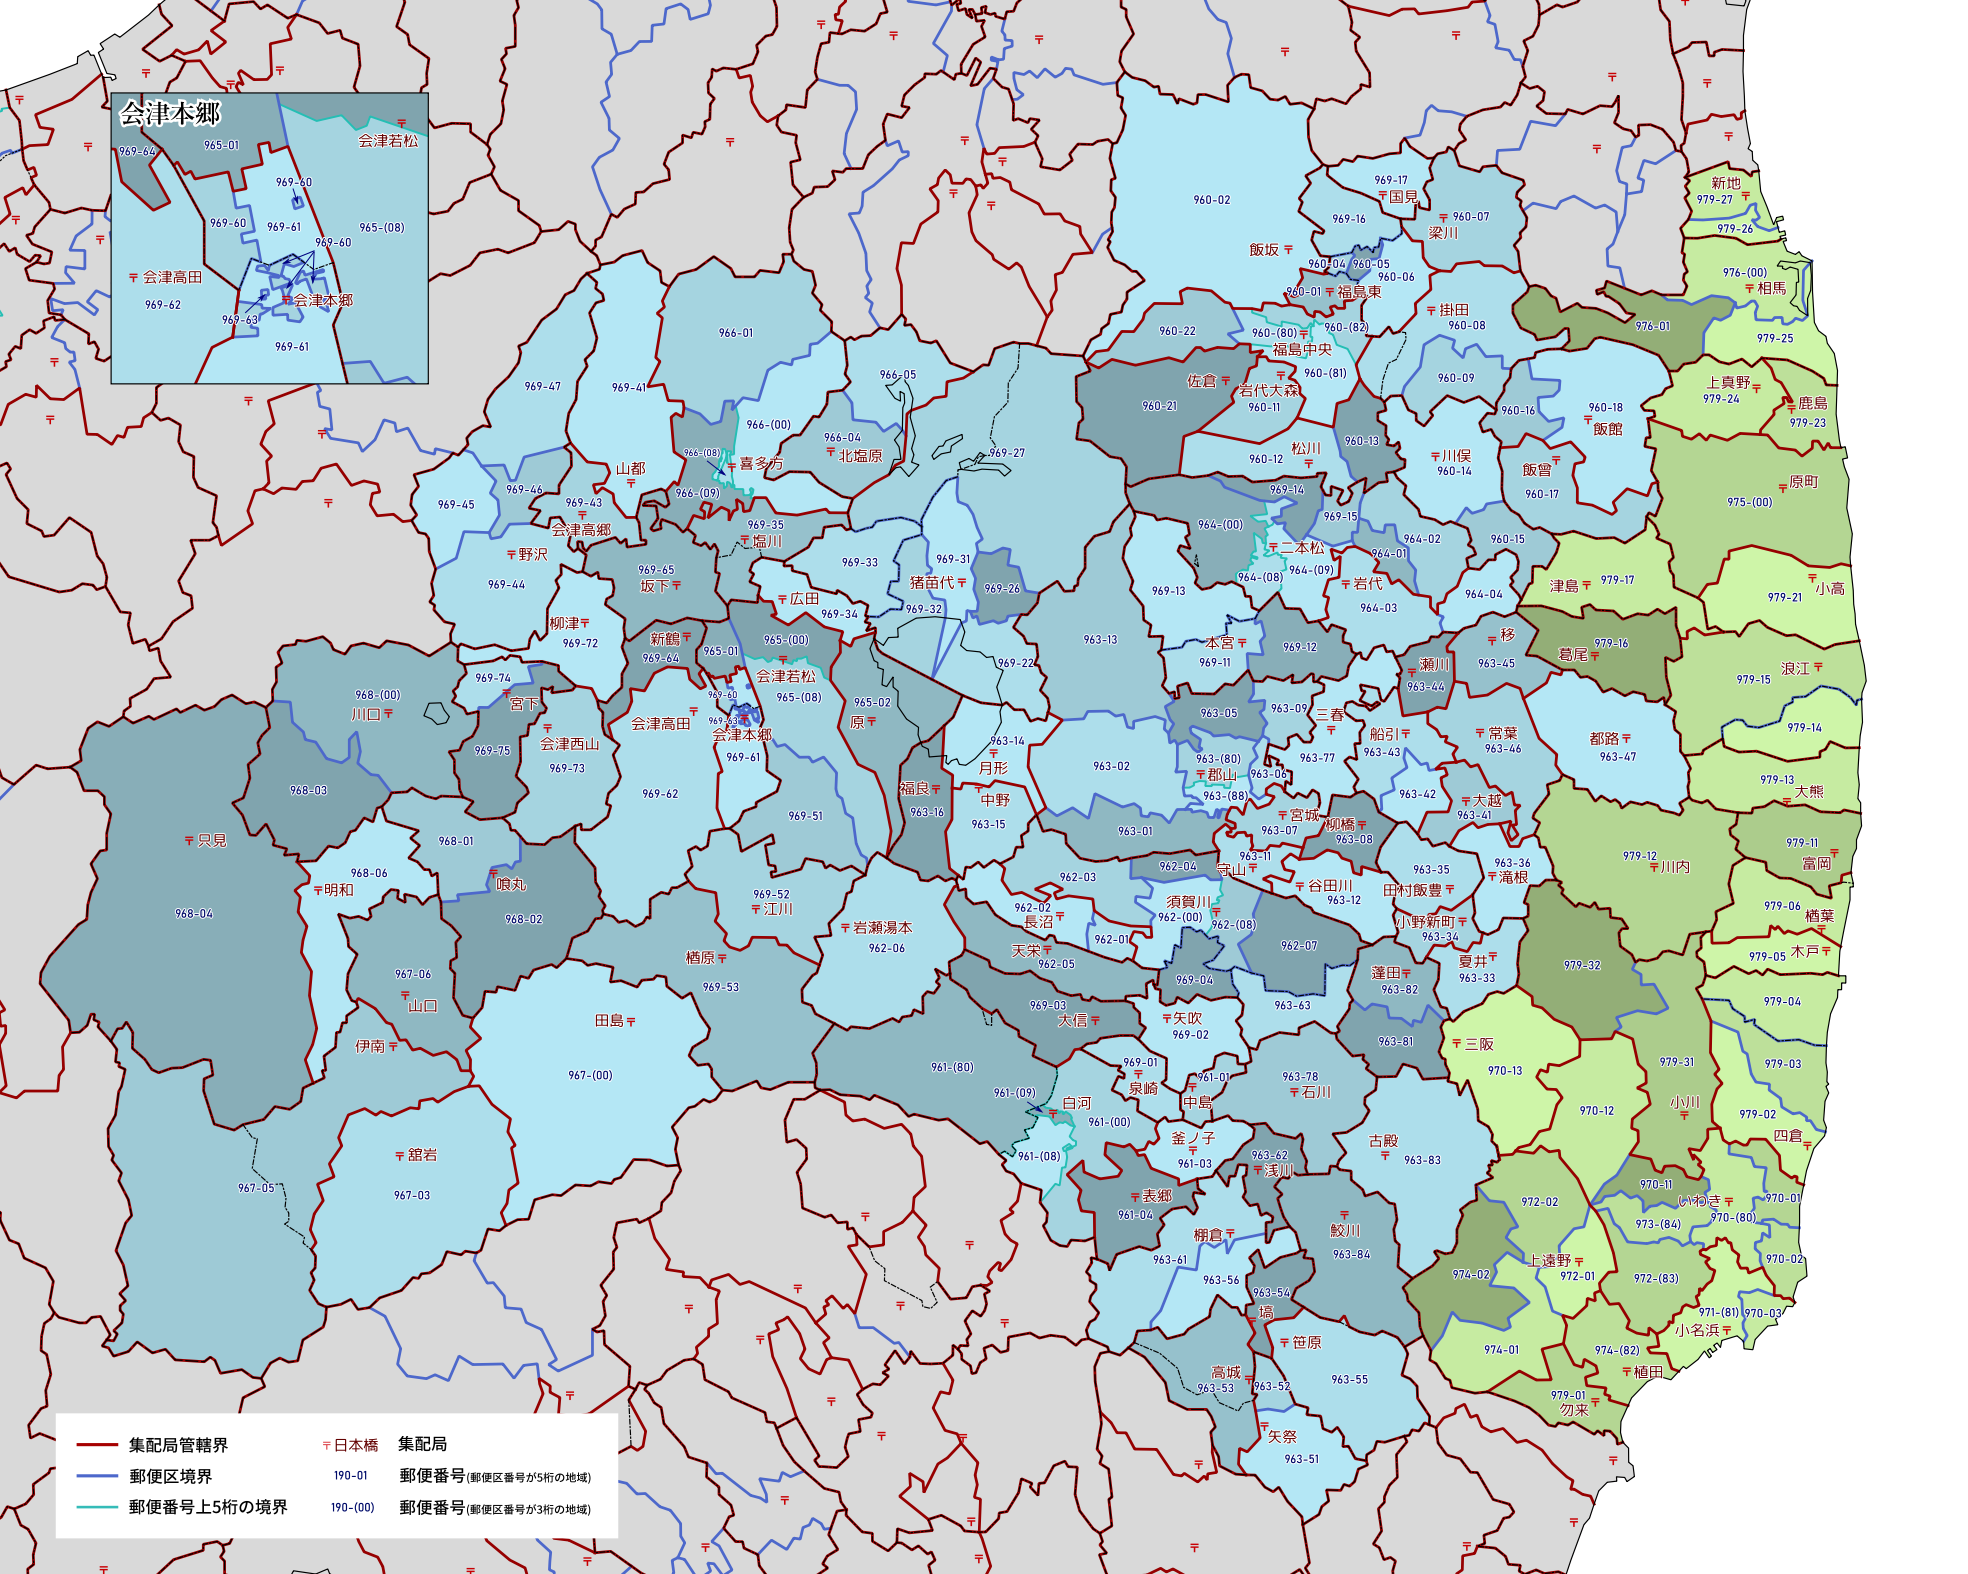 会津本郷
969-64
965-01
会津若松
969-60
969-60
969-61
965-(08)
969-60
〒会津高田
969-62
〒会津本郷
969-63
969-61
960-02
969-17
〒国見
969-16
〒960-07
梁川
飯坂〒
960-04
960-05
960-06
960-01
〒福島東
新地
979-27
979-26
976-(00)
〒相馬
976-01
979-25
〒掛田
960-08
960-22
960-(80)
960-(82)
福島中央
960-(81)
佐倉〒
岩代大森
960-11
960-21
960-09
960-16
960-18
飯舘
上真野
979-24
鹿島
979-23
966-01
966-05
969-47
969-41
966-(00)
966-04
〒北塩原
969-27
松川
960-12
960-13
〒川俣
960-14
飯曾
960-17
原町
975-(00)
山都
966-(08)
喜多方
966-(09)
969-46
969-45
969-43
会津高郷
969-35
〒塩川
969-14
964-(00)
969-15
964-02
960-15
〒野沢
969-44
969-65
坂下〒
969-33
969-31
猪苗代〒
969-26
969-32
〒二本松
964-(08)
964-(09)
964-01
〒岩代
964-03
964-04
津島〒
979-17
979-21
小高
969-13
〒広田
969-34
柳津〒
969-72
新鶴〒
969-64
965-01
965-(00)
963-13
本宮〒
969-11
969-12
移
963-45
979-16
葛尾〒
969-22
瀬川
963-44
浪江〒
979-15
969-74
968-(00)
川口〒
宮下
会津若松
965-(08)
965-02
原〒
969-60
会津高田
969-63
会津本郷
969-61
963-05
963-09
三春
船引〒
963-43
〒常葉
963-46
都路〒
963-47
979-14
会津西山
969-73
969-75
963-14
月形
963-02
963-(80)
〒郡山
963-(88)
963-06
963-77
979-13
大熊
968-03
969-62
福良〒
963-16
中野
963-15
969-51
963-01
〒宮城
963-07
柳橋〒
963-08
963-42
〒大越
963-41
〒只見
968-01
963-11
守山〒
979-12
〒川内
979-11
富岡
968-06
〒明和
喰丸
968-02
968-04
969-52
〒江川
963-03
962-03
962-04
〒谷田川
963-12
963-35
田村飯豊〒
963-36
〒滝根
979-06
楢葉
962-02
長沼〒
須賀川
962-(00)
962-(08)
小野新町〒
963-34
〒岩瀬湯本
962-06
962-01
天栄〒
962-05
962-07
木戸〒
979-05
楢原〒
969-53
967-06
山口
969-04
蓬田〒
963-82
夏井〒
963-33
979-32
田島〒
969-03
大信〒
〒矢吹
969-02
963-63
979-04
伊南〒
967-(00)
961-(80)
969-01
泉崎
961-01
中島
963-78
〒石川
963-81
〒三阪
970-13
979-31
979-03
961-(09)
白河
961-(00)
970-12
小川
979-02
四倉
〒舘岩
967-03
967-05
961-(08)
釜ノ子
961-03
963-62
〒浅川
古殿
963-83
970-11
いわき〒
970-01
〒表郷
961-04
972-02
973-(84)
970-(80)
棚倉〒
963-61
鮫川
963-84
上遠野〒
972-01
974-02
972-(83)
970-02
963-56
963-54
塙
971-(81)
970-03
小名浜〒
〒笹原
963-55
974-01
974-(82)
〒植田
高城
963-53
963-52
979-01
勿来
矢祭
963-51
集配局管轄界
〒日本橋
集配局
郵便区境界
190-01
郵便番号(郵便区番号が5桁の地域)
郵便番号上5桁の境界
190-(00)
郵便番号(郵便区番号が3桁の地域)